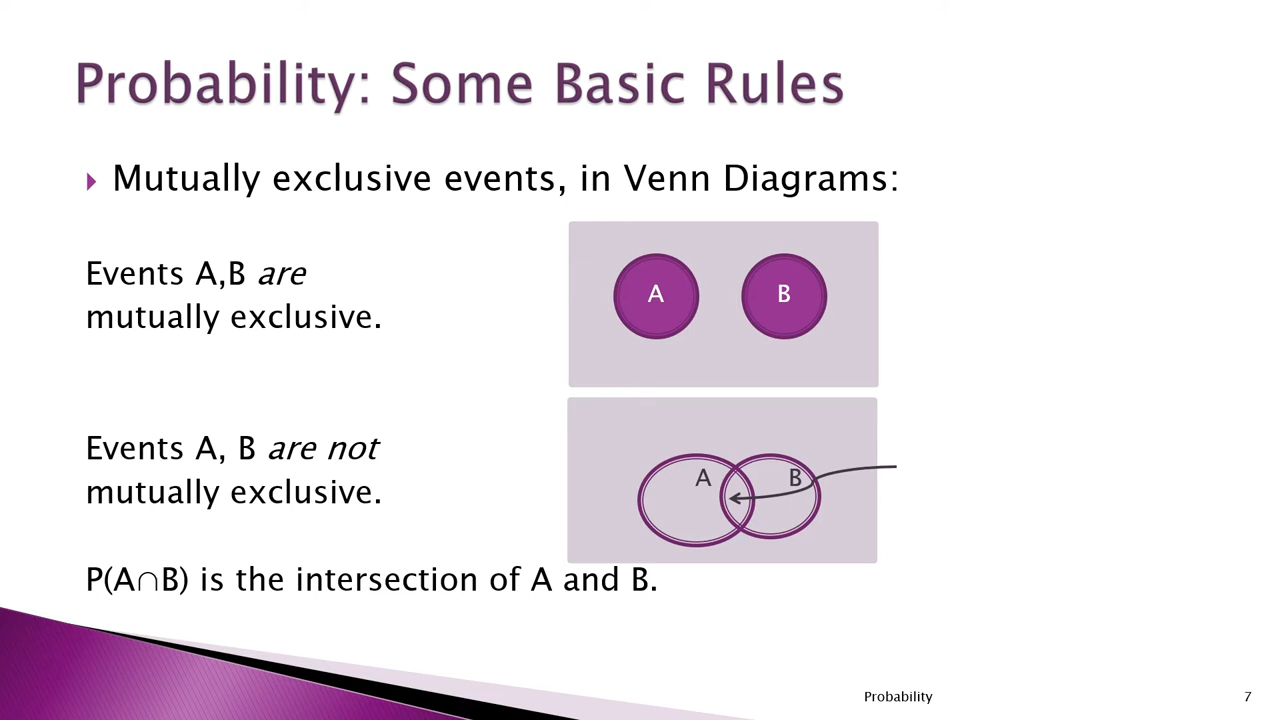 Probability: Some Basic Rules
Mutually exclusive events, in Venn Diagrams:
Events A,B are
mutually exclusive.
A
B
Events A, B are not
mutually exclusive.
A
B
P(A∩B) is the intersection of A and B.
Probability
7